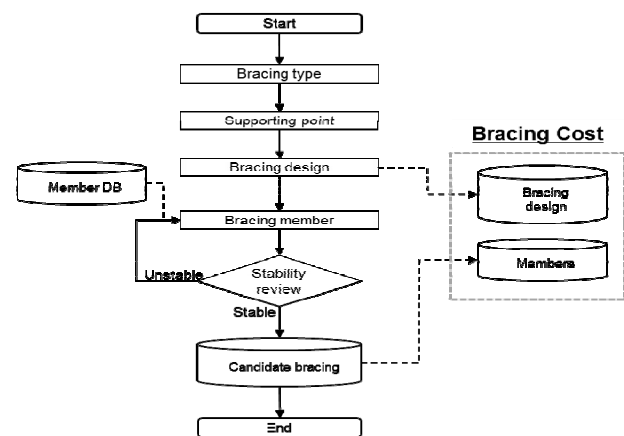 Start
Bracing type
Supporting point
Bracing Cost
Bracing design
Member DB
Bracing
design
Bracing member
Members
Unstable
Stability
review
Stable
Candidate bracing
End